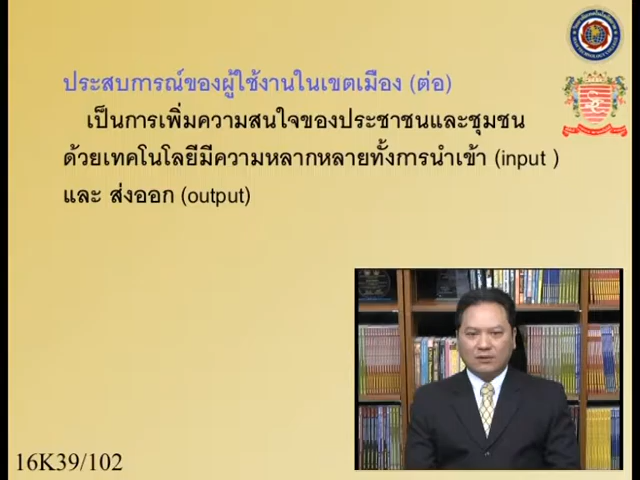 ประสบการณ์ของผู้ใช้งานในเขตเมือง (ต่อ)
เป็นการเพิ่มความสนใจของประชาชนและชุมชน
ด้วยเทคโนโลยีมีความหลากหลายทั้งการนำเข้า (input )
และ ส่งออก (output)
16K39/102